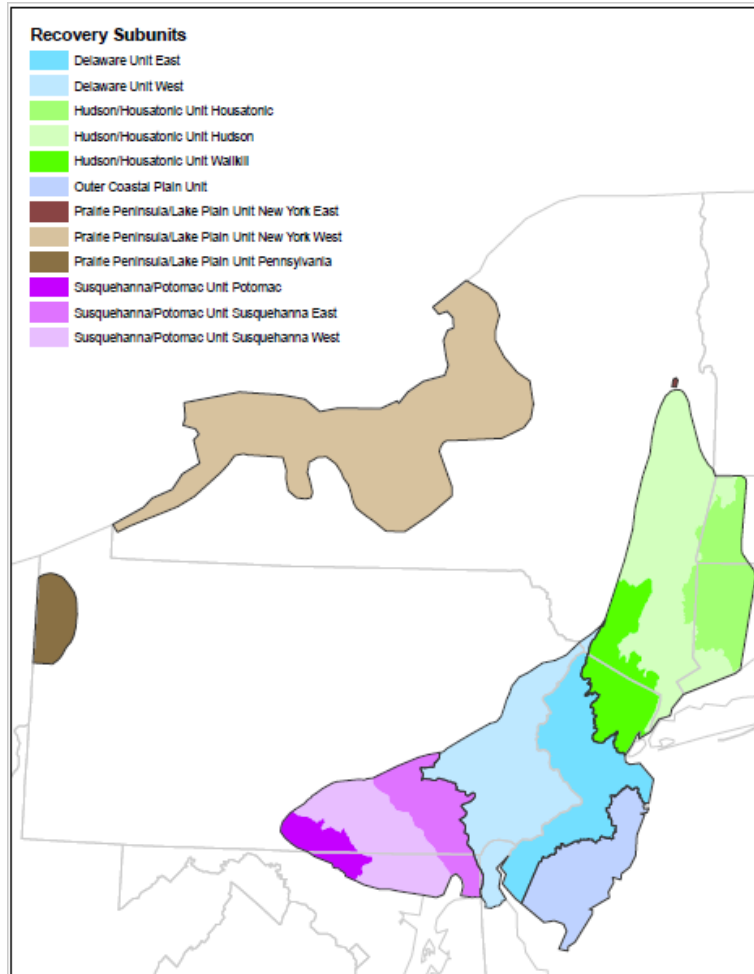 Recovery Subunits
Delaware Unit East
Delaware Unit West
Hudson/Housatonic Unit Housatonic
Hudson/Housatonic Unit Hudson
Hudson/Housatonic Unit Wallkill
Outer Coastal Plain Unit
Prairie Peninsula/Lake Plain Unit New York East
Prairie Peninsula/Lake Plain Unit New York West
Prairie Peninsula/Lake Plain Unit Pennsylvania
Susquehanna/Potomac Unit Potomac
Susquehanna/Potomac Unit Susquehanna East
Susquehanna/Potomac Unit Susquehanna West